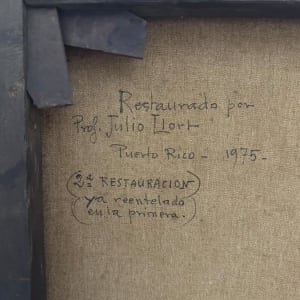 Restaurado por
Prof. Julio Llort
Puerto Rico - 1975-
(2ª RESTAURACION)
(ya reentelado
en la primera.)